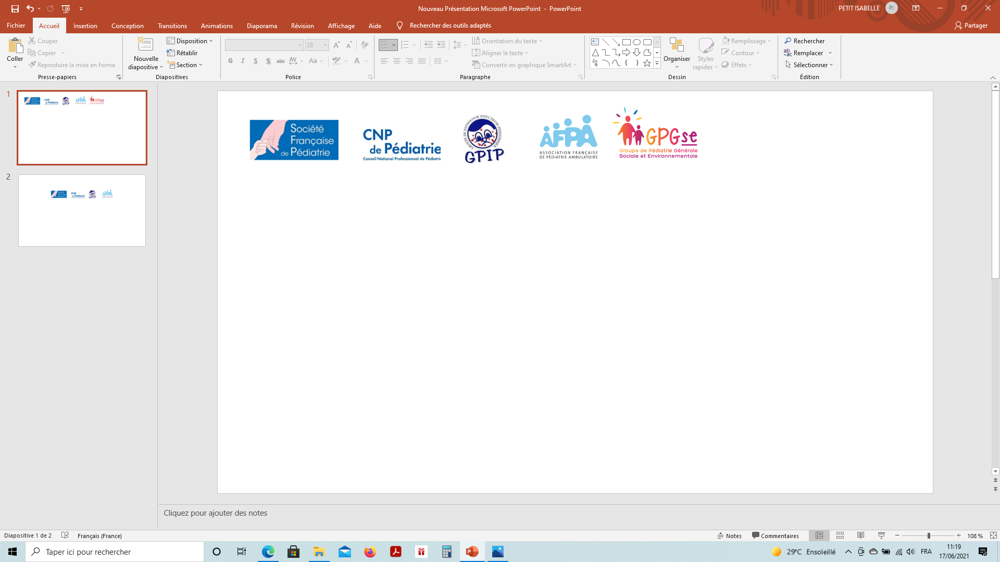 Nouveau Présentation Microsoft PowerPoint - PowerPoint
PETIT ISABELLE
PI
Fichier
Accueil
Insertion
Conception
Transitions
Animations
Diaporama
Révision
Affichage
Aide
Rechercher des outils adaptés
Partager
Coller
Couper
Copier
Reproduire la mise en forme
Presse-papiers
Nouvelle
diapositive
Disposition
Rétablir
Section
Diapositives
28
G I S S abc AV Aa A
Police
Orientation du texte
Aligner le texte
Convertir en graphique SmartArt
Paragraphe
Organiser
Styles
rapides
Remplissage
Contour
Effets
Dessin
Rechercher
Remplacer
Sélectionner
Édition
1
2
Société
Française
de Pédiatrie
CNP
de Pédiatrie
Conseil National Professionnel de Pédiatrie
GROUPE DE PATHOLOGIE INFECTIEUSE PÉDIATRIQUE
GPIP
AFPA
ASSOCIATION FRANÇAISE
DE PÉDIATRIE AMBULATOIRE
GPGse
Groupe de Pédiatrie Générale
Sociale et Environnementale
Cliquez pour ajouter des notes
Diapositive 1 de 2
Français (France)
Notes
Commentaires
108 %
Taper ici pour rechercher
29°C Ensoleillé
FRA
11:19
17/06/2021